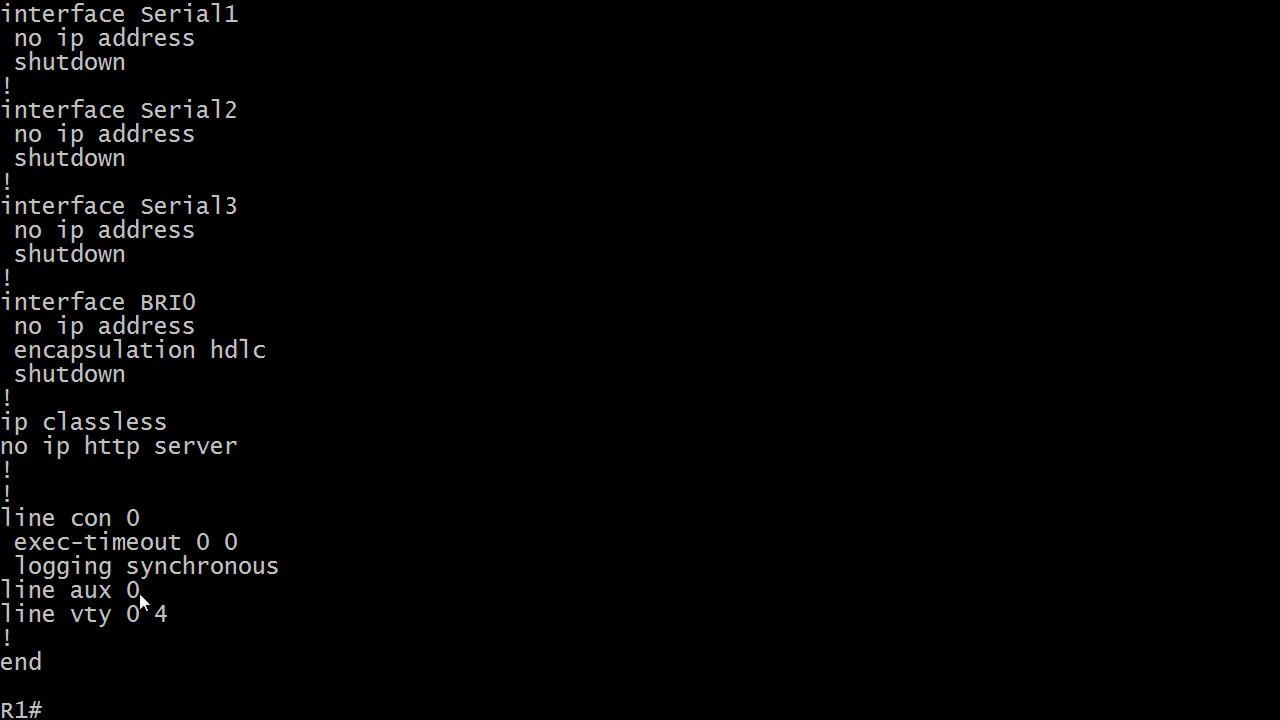 interface Serial1
 no ip address
 shutdown
!
interface Serial2
 no ip address
 shutdown
!
interface Serial3
 no ip address
 shutdown
!
interface BRI0
 no ip address
 encapsulation hdlc
 shutdown
!
ip classless
no ip http server
!
!
line con 0
 exec-timeout 0 0
 logging synchronous
line aux 0
line vty 0 4
!
end
R1#